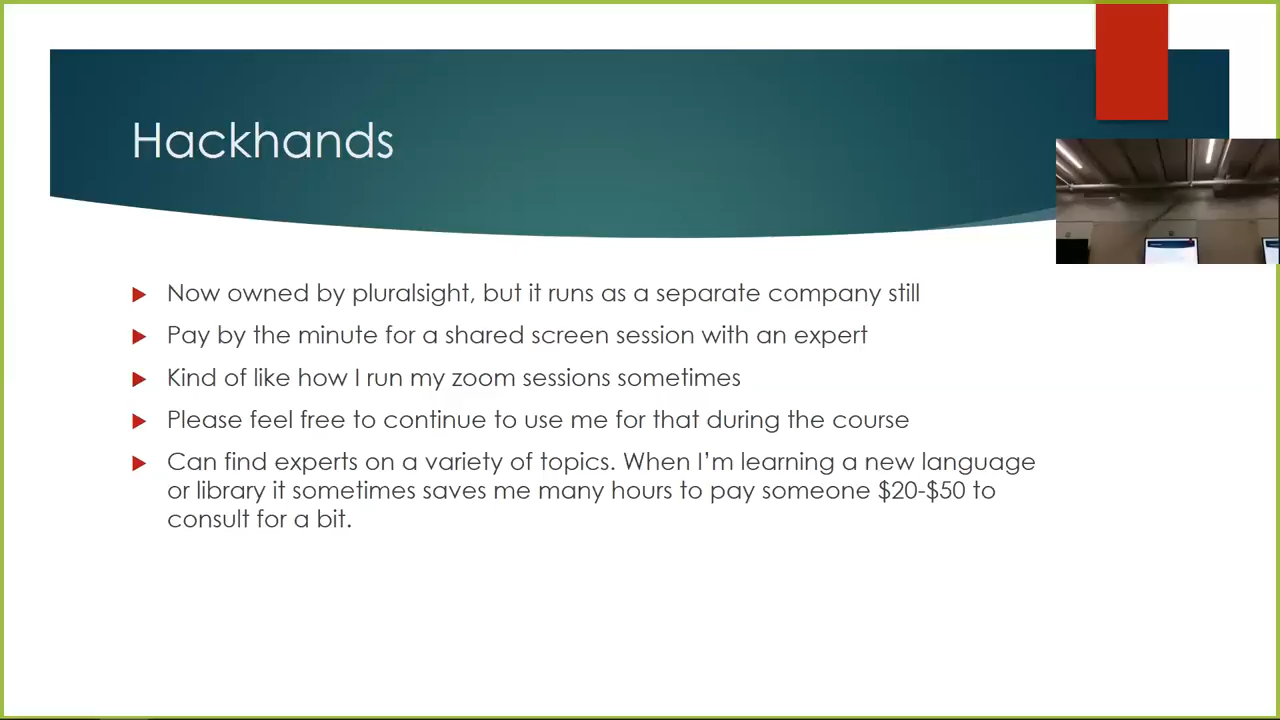 Hackhands
Now owned by pluralsight, but it runs as a separate company still
Pay by the minute for a shared screen session with an expert
Kind of like how I run my zoom sessions sometimes
Please feel free to continue to use me for that during the course
Can find experts on a variety of topics. When I’m learning a new language
or library it sometimes saves me many hours to pay someone $20-$50 to
consult for a bit.